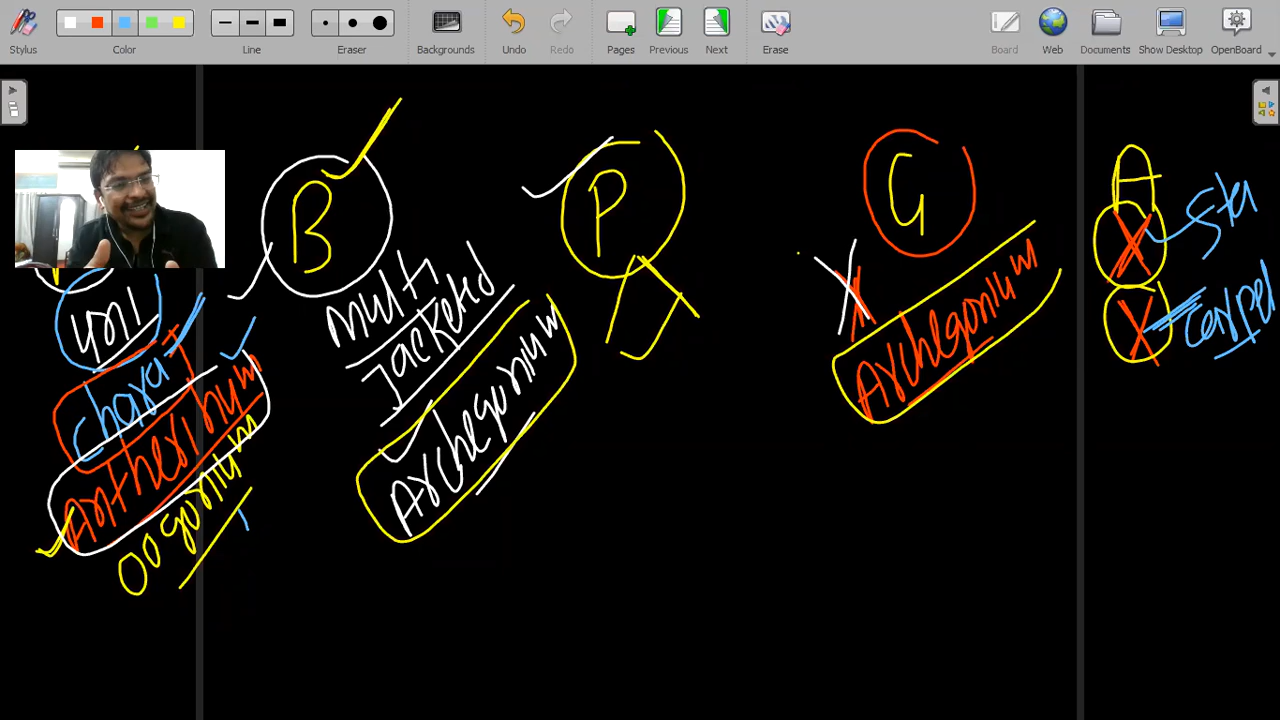 Stylus
Color
Line
Eraser
Backgrounds
Undo
Redo
Pages
Previous
Next
Erase
Board
Web
Documents
Show Desktop
OpenBoard
B
P
G
A
uni
chara
Antheridium
oogonium
multi
Jacketed
Archegonium
X
Archegonium
X
Sta
X
carpel